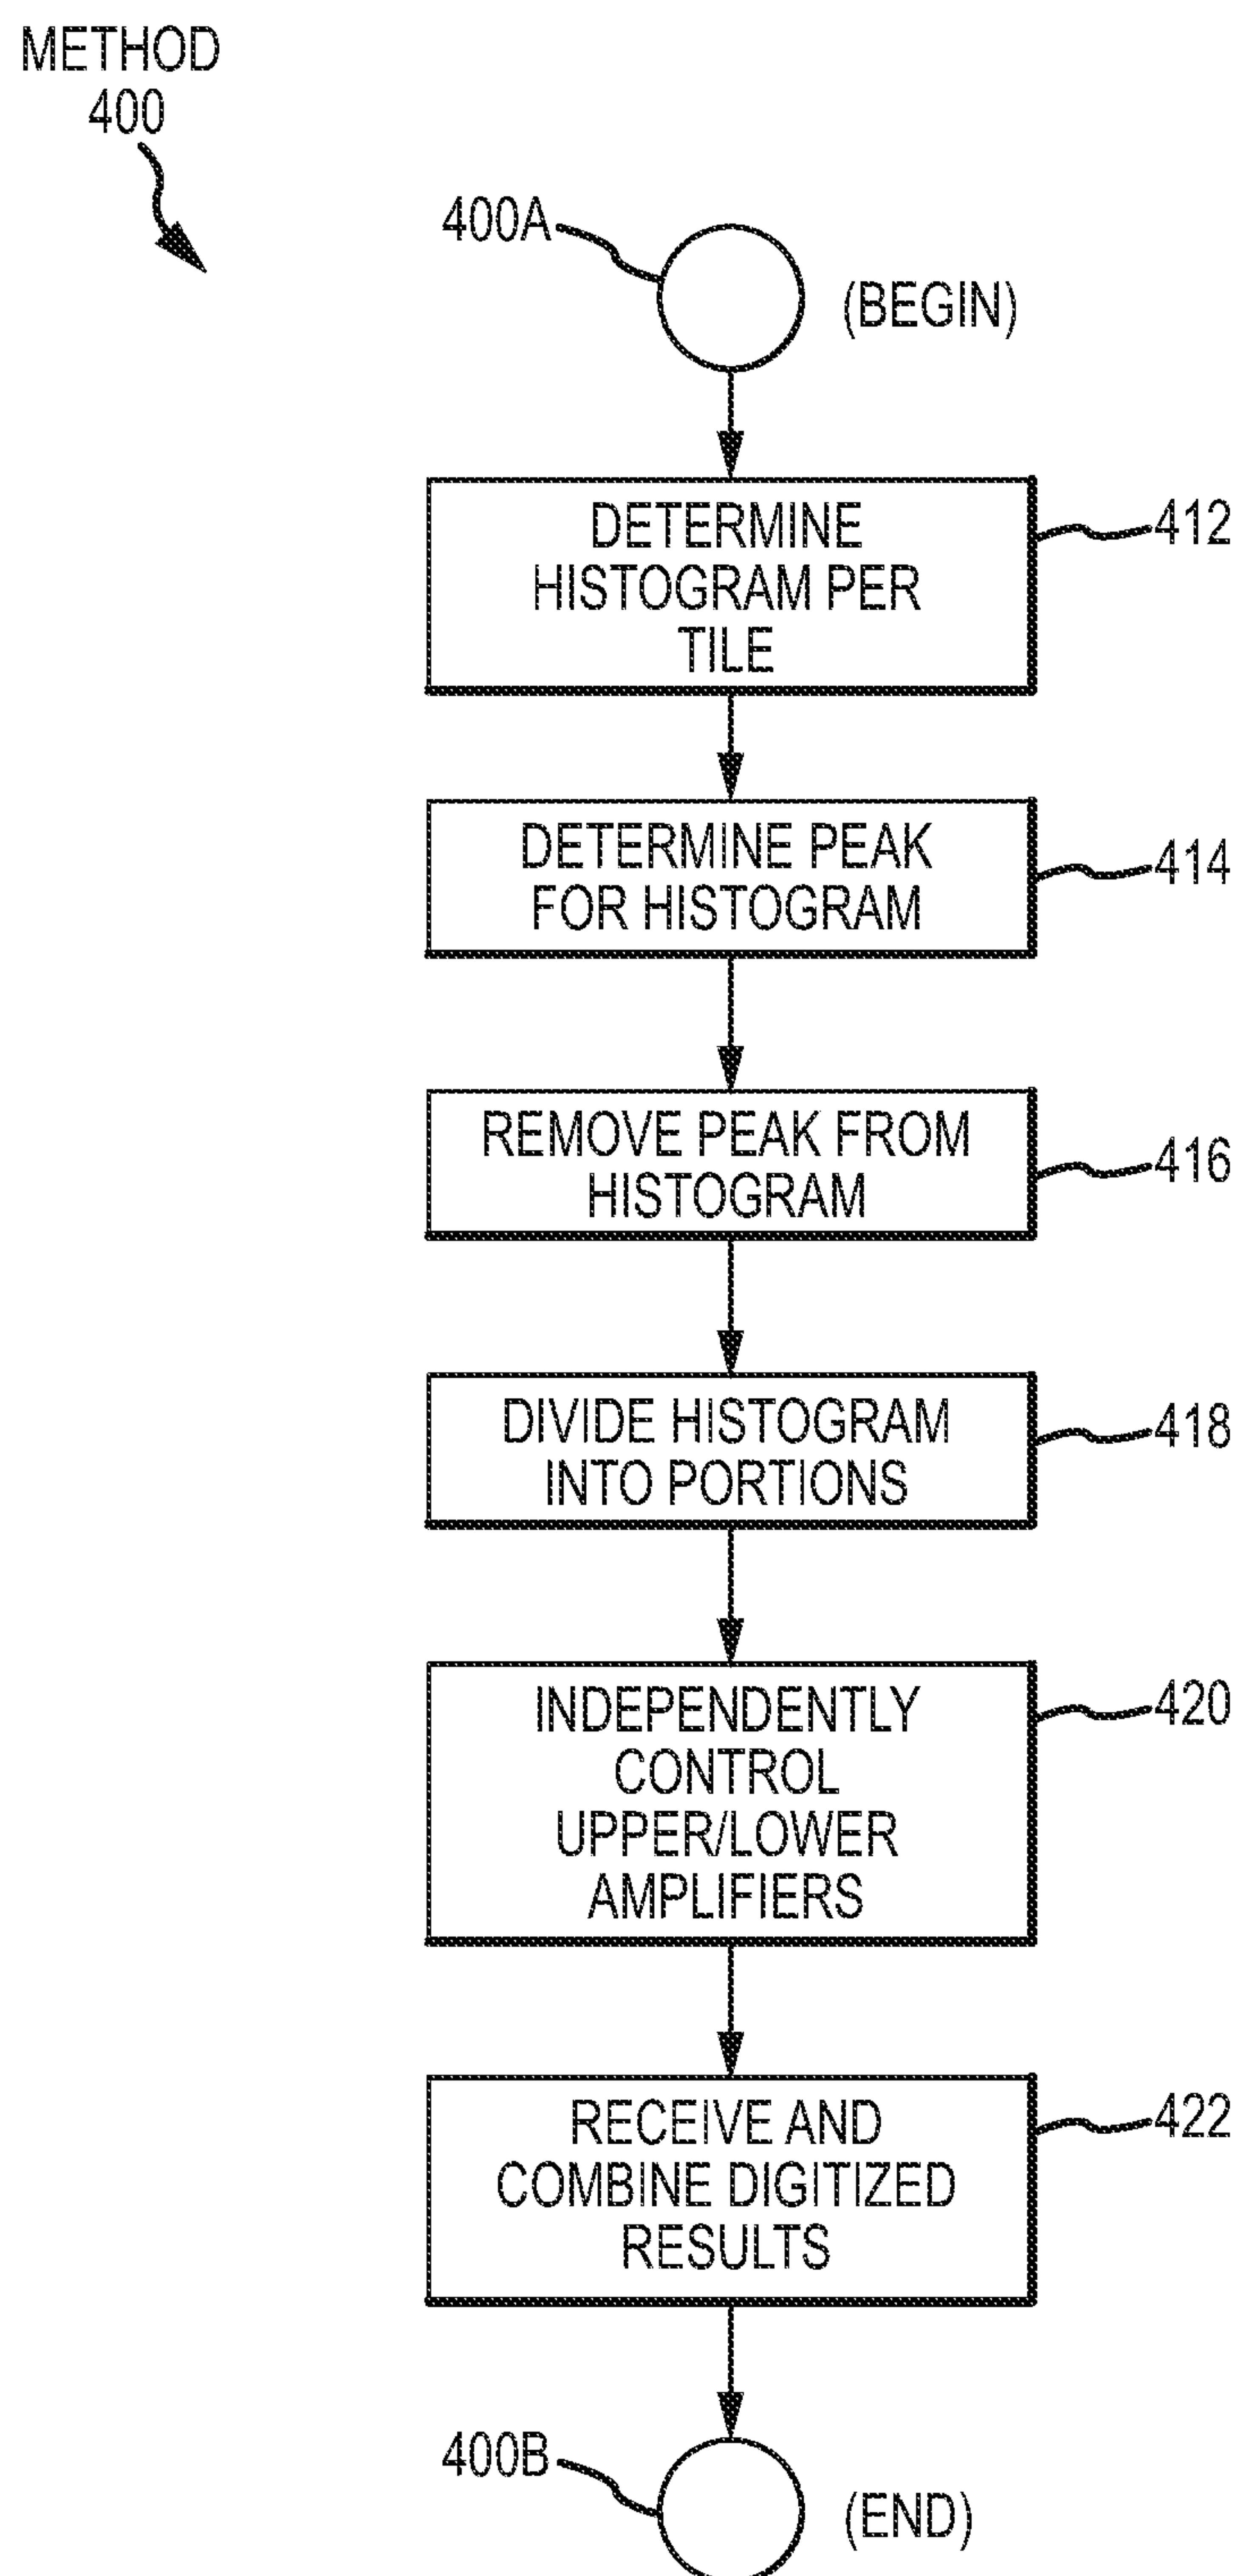 METHOD
400
400A
(BEGIN)
DETERMINE
HISTOGRAM PER
TILE
412
DETERMINE PEAK
FOR HISTOGRAM
414
REMOVE PEAK FROM
HISTOGRAM
416
DIVIDE HISTOGRAM
INTO PORTIONS
418
INDEPENDENTLY
CONTROL
UPPER/LOWER
AMPLIFIERS
420
RECEIVE AND
COMBINE DIGITIZED
RESULTS
422
400B
(END)